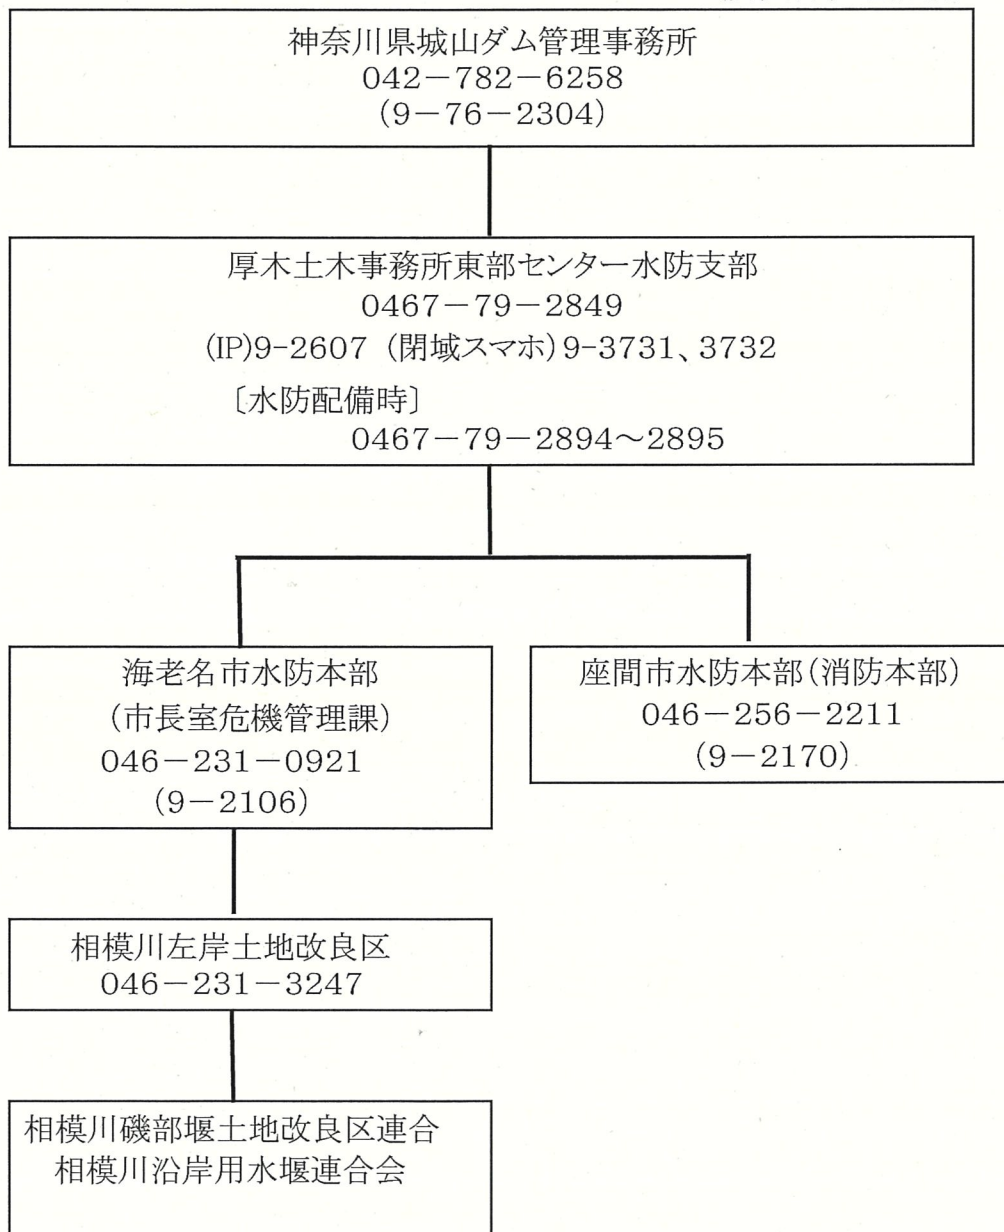 神奈川県城山ダム管理事務所
042－782－6258
(9－76－2304)
厚木土木事務所東部センター水防支部
0467－79－2849
(IP)9-2607 (閉域スマホ)9-3731、3732
〔水防配備時〕
0467－79－2894～2895
海老名市水防本部
(市長室危機管理課)
046－231－0921
(9－2106)
座間市水防本部(消防本部)
046－256－2211
(9－2170)
相模川左岸土地改良区
046－231－3247
相模川磯部堰土地改良区連合
相模川沿岸用水堰連合会